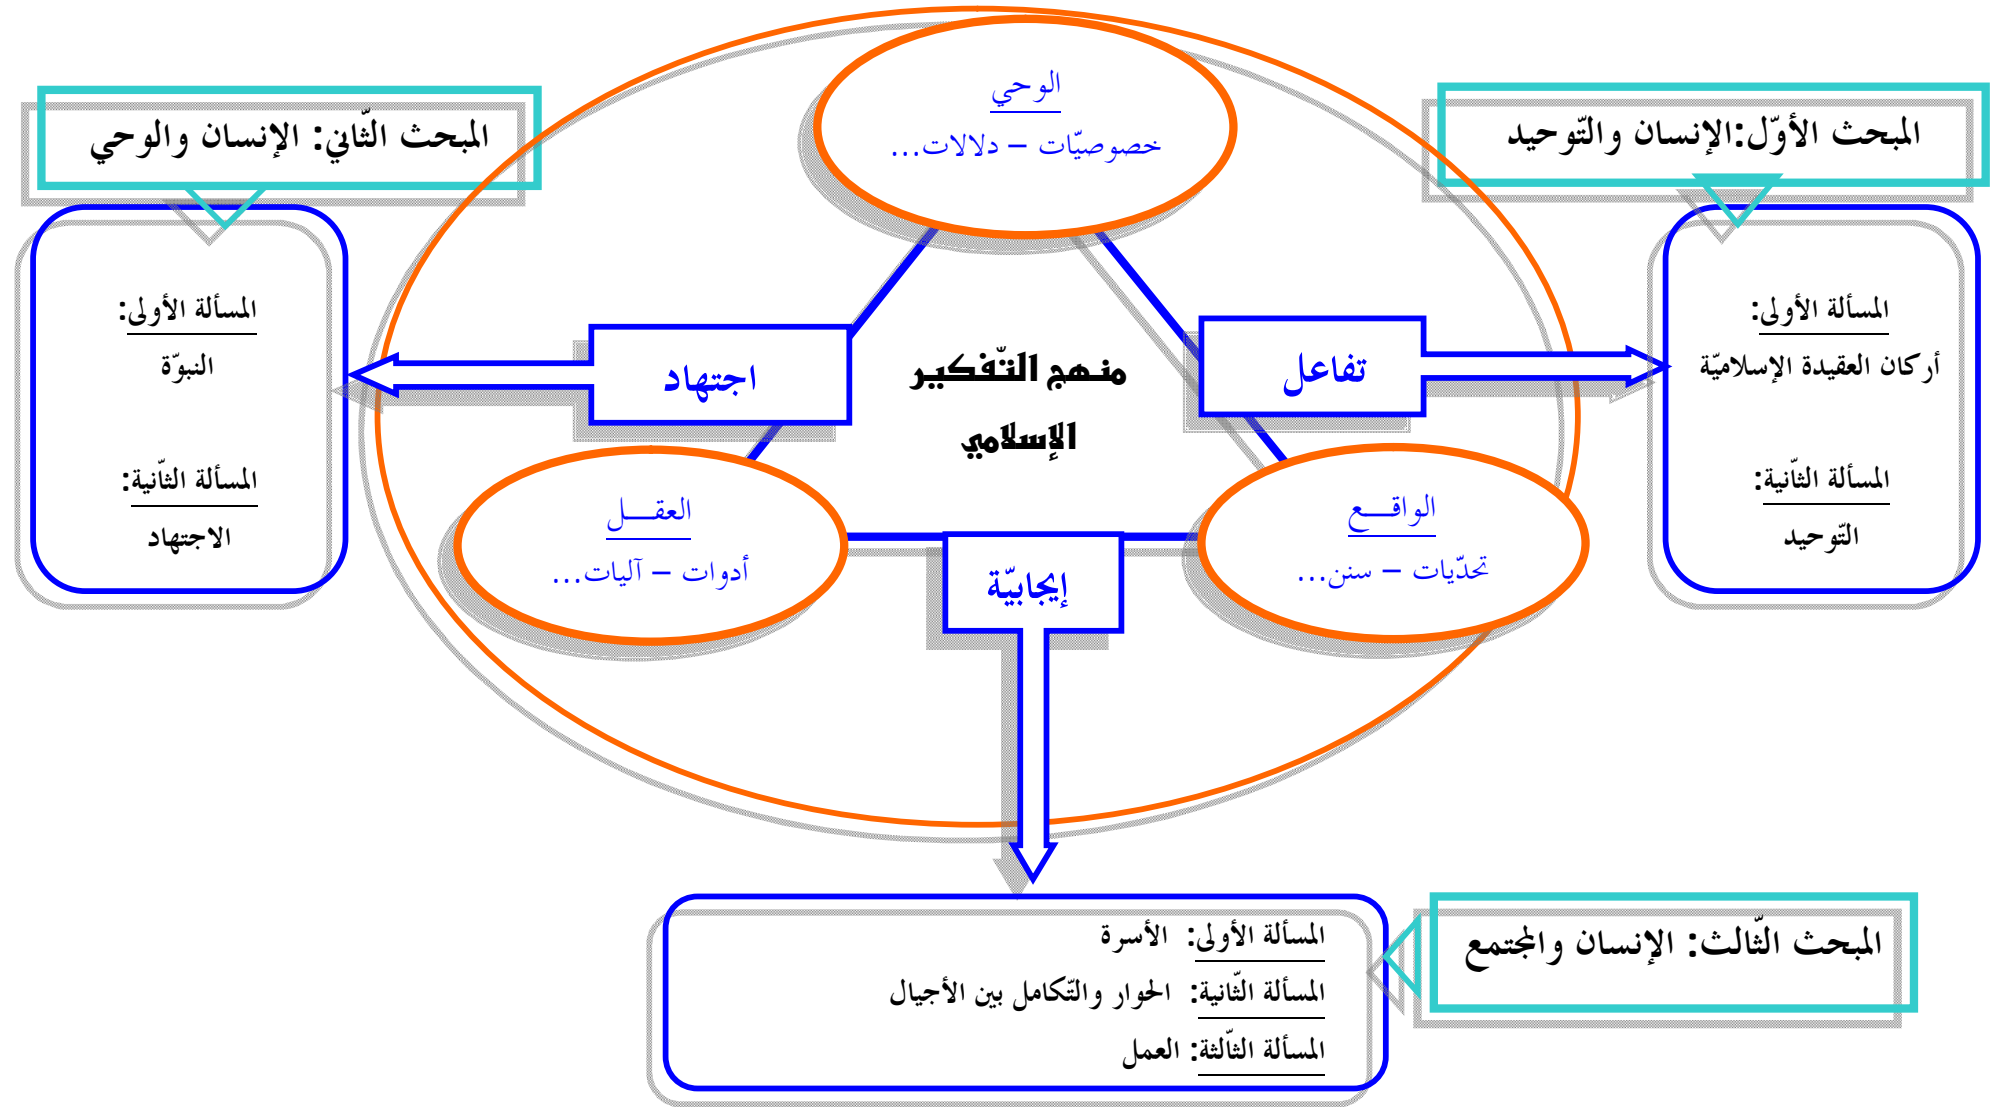 الوحي
خصوصيّات – دلالات...
المبحث الأوّل:الإنسان والتّوحيد
المسألة الأولى:
أركان العقيدة الإسلاميّة
المسألة الثّانية:
التّوحيد
المبحث الثّاني: الإنسان والوحي
المسألة الأولى:
النبوّة
المسألة الثّانية:
الاجتهاد
تفاعل
منهج التّفكير
الإسلامي
اجتهاد
الواقـــع
تحدّيات – سنن...
العقـــل
أدوات – آليات...
إيجابيّة
المبحث الثّالث: الإنسان والمجتمع
المسألة الأولى: الأسرة
المسألة الثّانية: الحوار والتّكامل بين الأجيال
المسألة الثّالثة: العمل